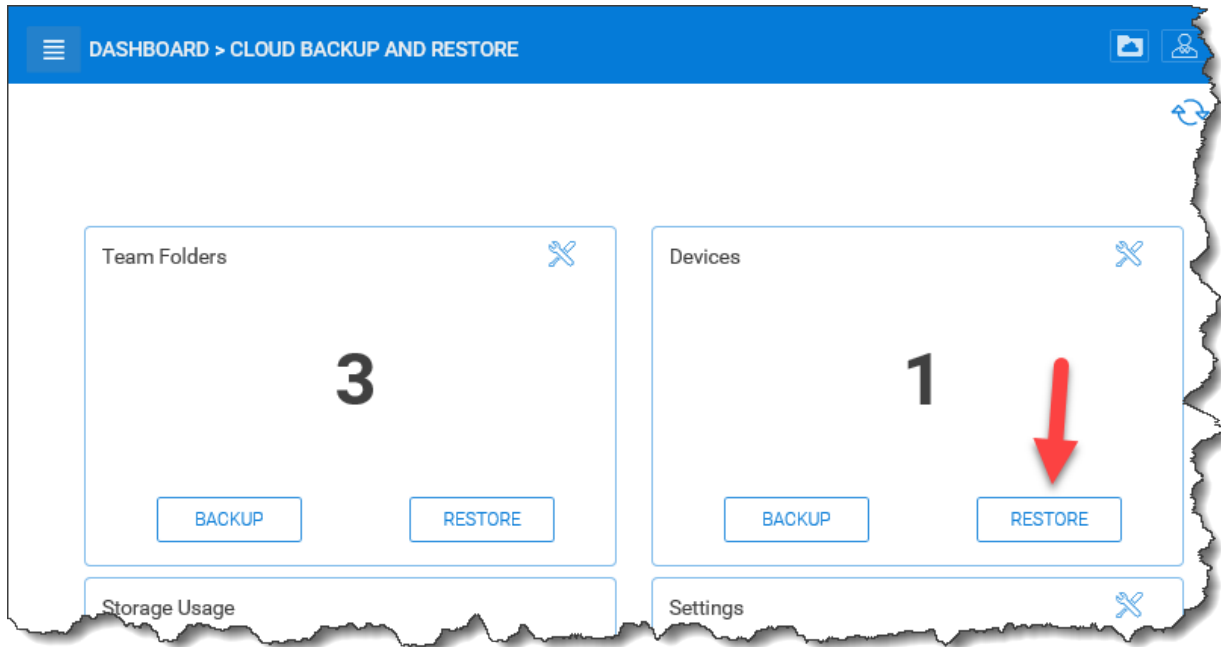 DASHBOARD > CLOUD BACKUP AND RESTORE
Team Folders
3
BACKUP
RESTORE
Devices
1
BACKUP
RESTORE
Storage Usage
Settings